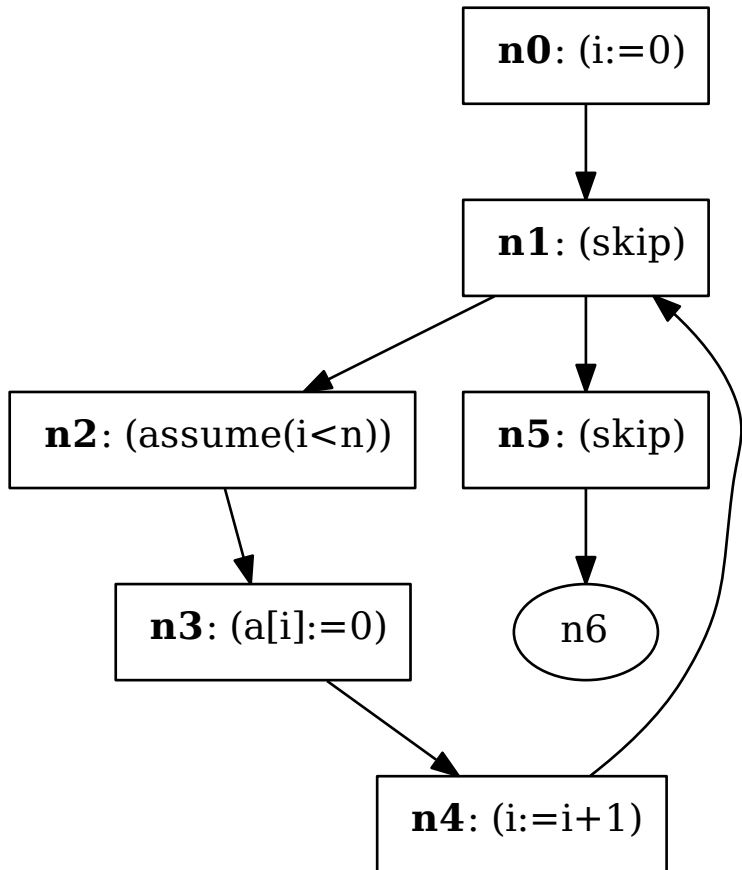 n0: (i:=0)
n1: (skip)
n2: (assume(i<n))
n5: (skip)
n3: (a[i]:=0)
n6
n4: (i:=i+1)